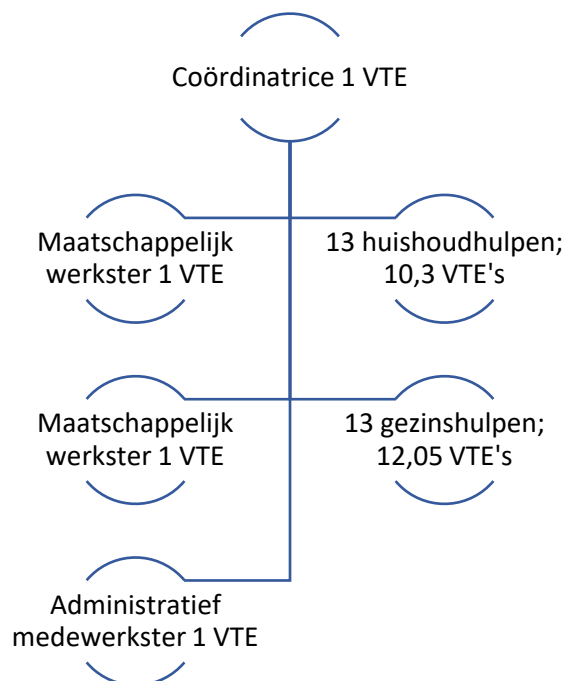 Coördinatrice 1 VTE
Maatschappelijk
werkster 1 VTE
13 huishoudhulpen;
10,3 VTE's
Maatschappelijk
werkster 1 VTE
13 gezinshulpen;
12,05 VTE's
Administratief
medewerkster 1 VTE